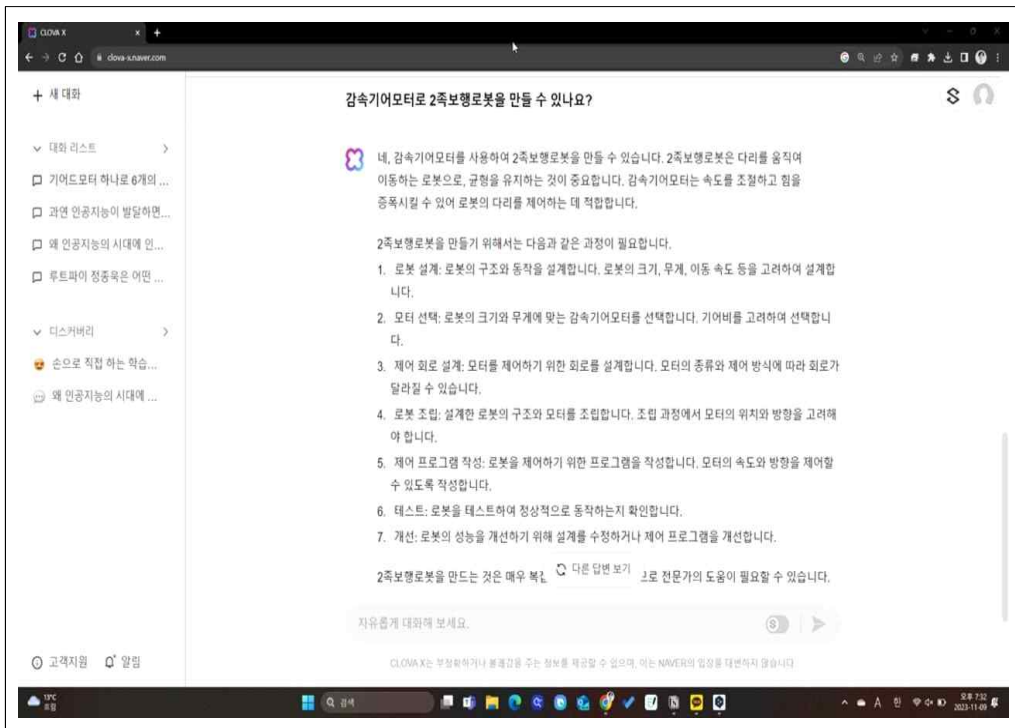 CLOVA X
clova-x.naver.com
새 대화
대화 리스트
기어드모터 하나로 6개의 ...
과연 인공지능이 발달하면...
왜 인공지능의 시대에 인...
루트파이 정종욱은 어떤 ...
디스커버리
손으로 직접 하는 학습...
왜 인공지능의 시대에 ...
고객지원 알림
감속기어모터로 2족보행로봇을 만들 수 있나요?
네, 감속기어모터를 사용하여 2족보행로봇을 만들 수 있습니다. 2족보행로봇은 다리를 움직여
이동하는 로봇으로, 균형을 유지하는 것이 중요합니다. 감속기어모터는 속도를 조절하고 힘을
증폭시킬 수 있어 로봇의 다리를 제어하는 데 적합합니다.
2족보행로봇을 만들기 위해서는 다음과 같은 과정이 필요합니다.
1. 로봇 설계: 로봇의 구조와 동작을 설계합니다. 로봇의 크기, 무게, 이동 속도 등을 고려하여 설계합
니다.
2. 모터 선택: 로봇의 크기와 무게에 맞는 감속기어모터를 선택합니다. 기어비를 고려하여 선택합니
다.
3. 제어 회로 설계: 모터를 제어하기 위한 회로를 설계합니다. 모터의 종류와 제어 방식에 따라 회로가
달라질 수 있습니다.
4. 로봇 조립: 설계한 로봇의 구조와 모터를 조립합니다. 조립 과정에서 모터의 위치와 방향을 고려해
야 합니다.
5. 제어 프로그램 작성: 로봇을 제어하기 위한 프로그램을 작성합니다. 모터의 속도와 방향을 제어할
수 있도록 작성합니다.
6. 테스트: 로봇을 테스트하여 정상적으로 동작하는지 확인합니다.
7. 개선: 로봇의 성능을 개선하기 위해 설계를 수정하거나 제어 프로그램을 개선합니다.
2족보행로봇을 만드는 것은 매우 다른 답변 보기 전문가의 도움이 필요할 수 있습니다.
자유롭게 대화해 보세요.
CLOVA X는 부정확하거나 불쾌감을 주는 정보를 제공할 수 있으며, 이는 NAVER의 입장을 대변하지 않습니다
13°C
흐림
검색
A 한
오후 7:32
2023-11-09